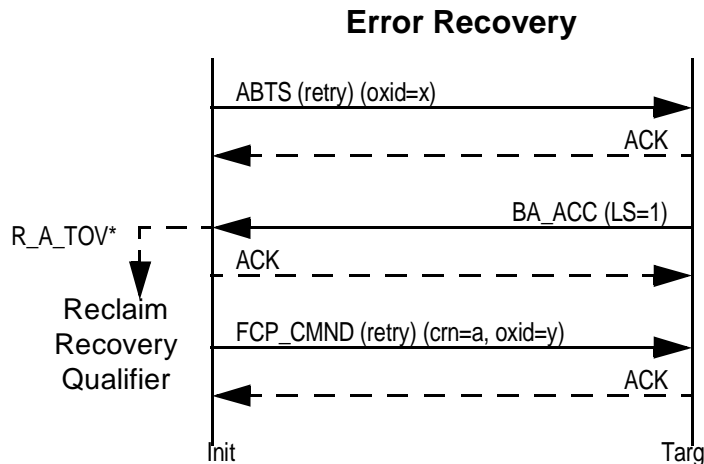 Error Recovery
ABTS (retry) (oxid=x)
ACK
BA_ACC (LS=1)
R_A_TOV*
ACK
Reclaim
Recovery
Qualifier
FCP_CMND (retry) (crn=a, oxid=y)
ACK
Init
Targ